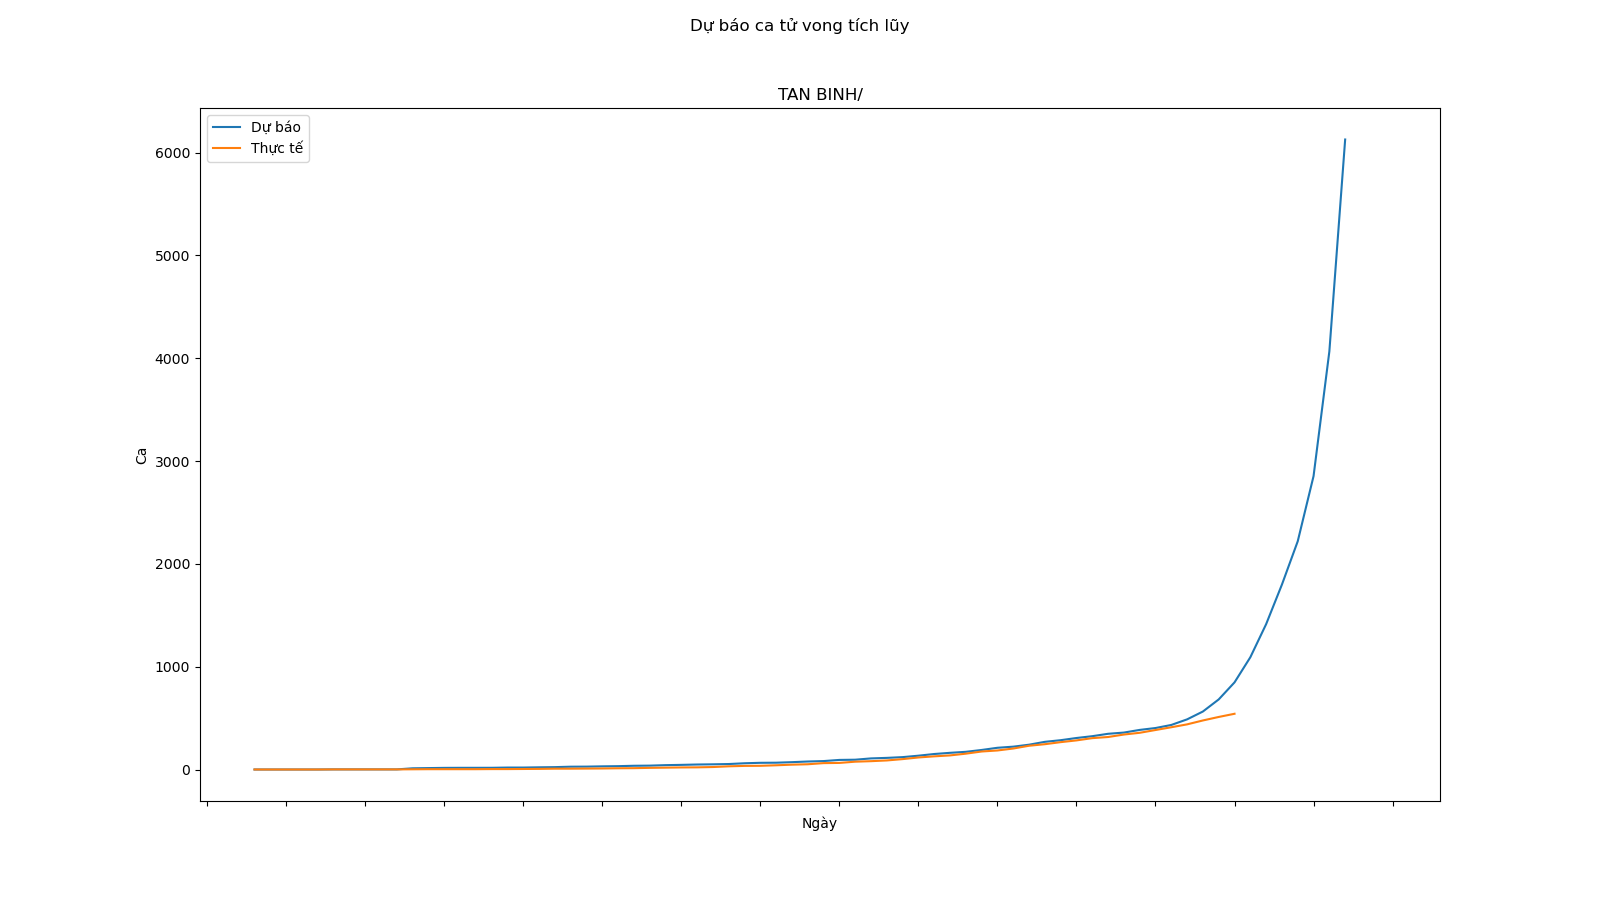 Dự báo ca tử vong tích lũy
TAN BINH/
Dự báo
Thực tế
6000
5000
4000
3000
2000
1000
0
Ca
Ngày